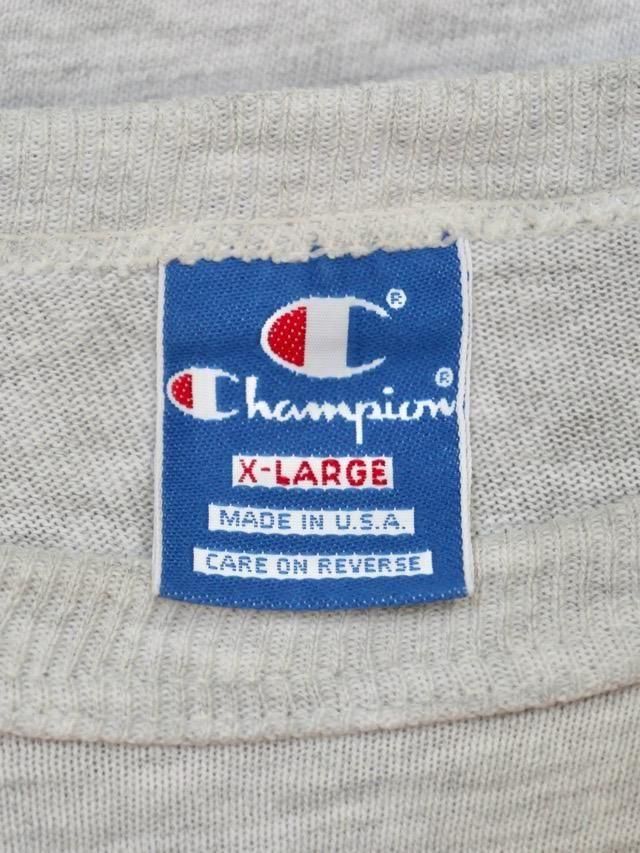 C®
Champion®
X-LARGE
MADE IN U.S.A.
CARE ON REVERSE